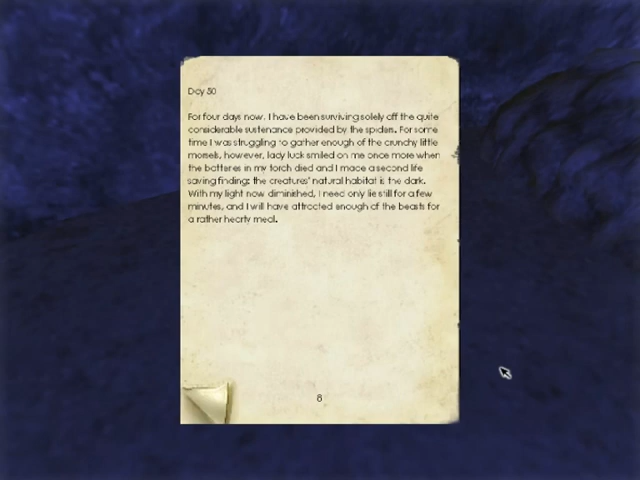 Day 50
For four days now, I have been surviving solely off the quite
considerable sustenance provided by the spiders. For some
time I was struggling to gather enough of the crunchy little
morsels, however, lady luck smiled on me once more when
the batteries in my torch died and I made a second life
saving finding: the creatures' natural habitat is the dark.
With my light now diminished, I need only lie still for a few
minutes, and I will have attracted enough of the beasts for
a rather hearty meal.
8